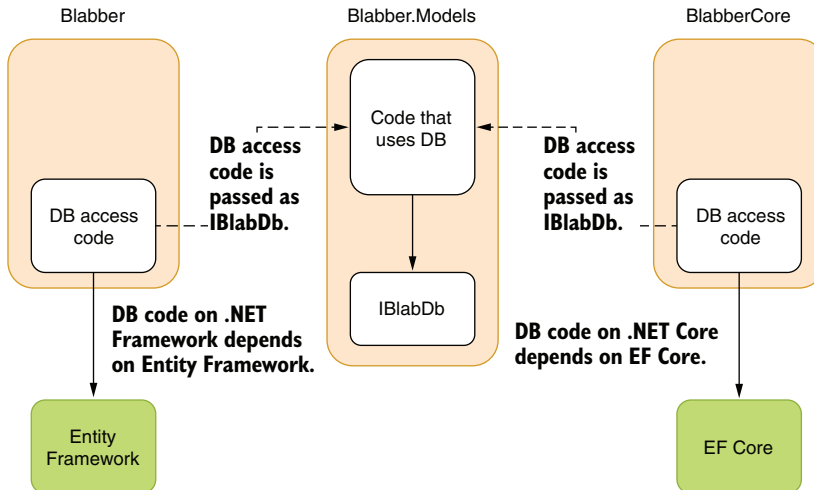 Blabber
Blabber.Models
BlabberCore
Code that
uses DB
DB access
code is
passed as
IBlabDb.
DB access
code is
passed as
IBlabDb.
DB access
code
DB access
code
IBlabDb
DB code on .NET
Framework depends
on Entity Framework.
DB code on .NET Core
depends on EF Core.
Entity
Framework
EF Core